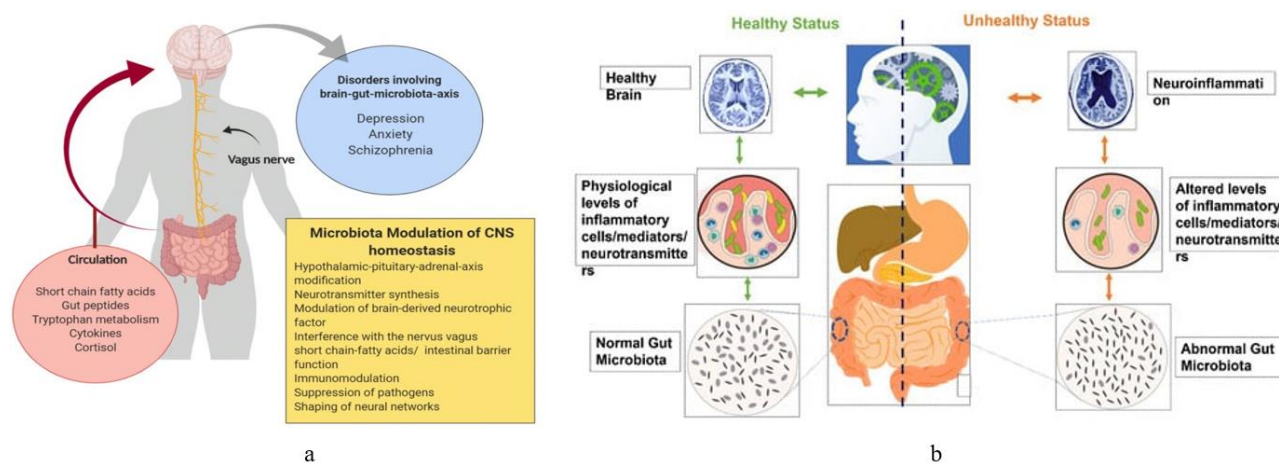 Disorders involving
brain-gut-microbiota-axis
Depression
Anxiety
Schizophrenia
Vagus nerve
Circulation
Short chain fatty acids
Gut peptides
Tryptophan metabolism
Cytokines
Cortisol
Microbiota Modulation of CNS
homeostasis
Hypothalamic-pituitary-adrenal-axis
modification
Neurotransmitter synthesis
Modulation of brain-derived neurotrophic
factor
Interference with the nervus vagus
short chain-fatty acids/ intestinal barrier
function
Immunomodulation
Suppression of pathogens
Shaping of neural networks
a
Healthy Status
Unhealthy Status
Healthy
Brain
Neuroinflammati
on
Physiological
levels of
inflammatory
cells/mediators/
neurotransmitte
rs
Altered levels
of inflammatory
cells/mediators/
neurotransmitte
rs
Normal Gut
Microbiota
Abnormal Gut
Microbiota
b